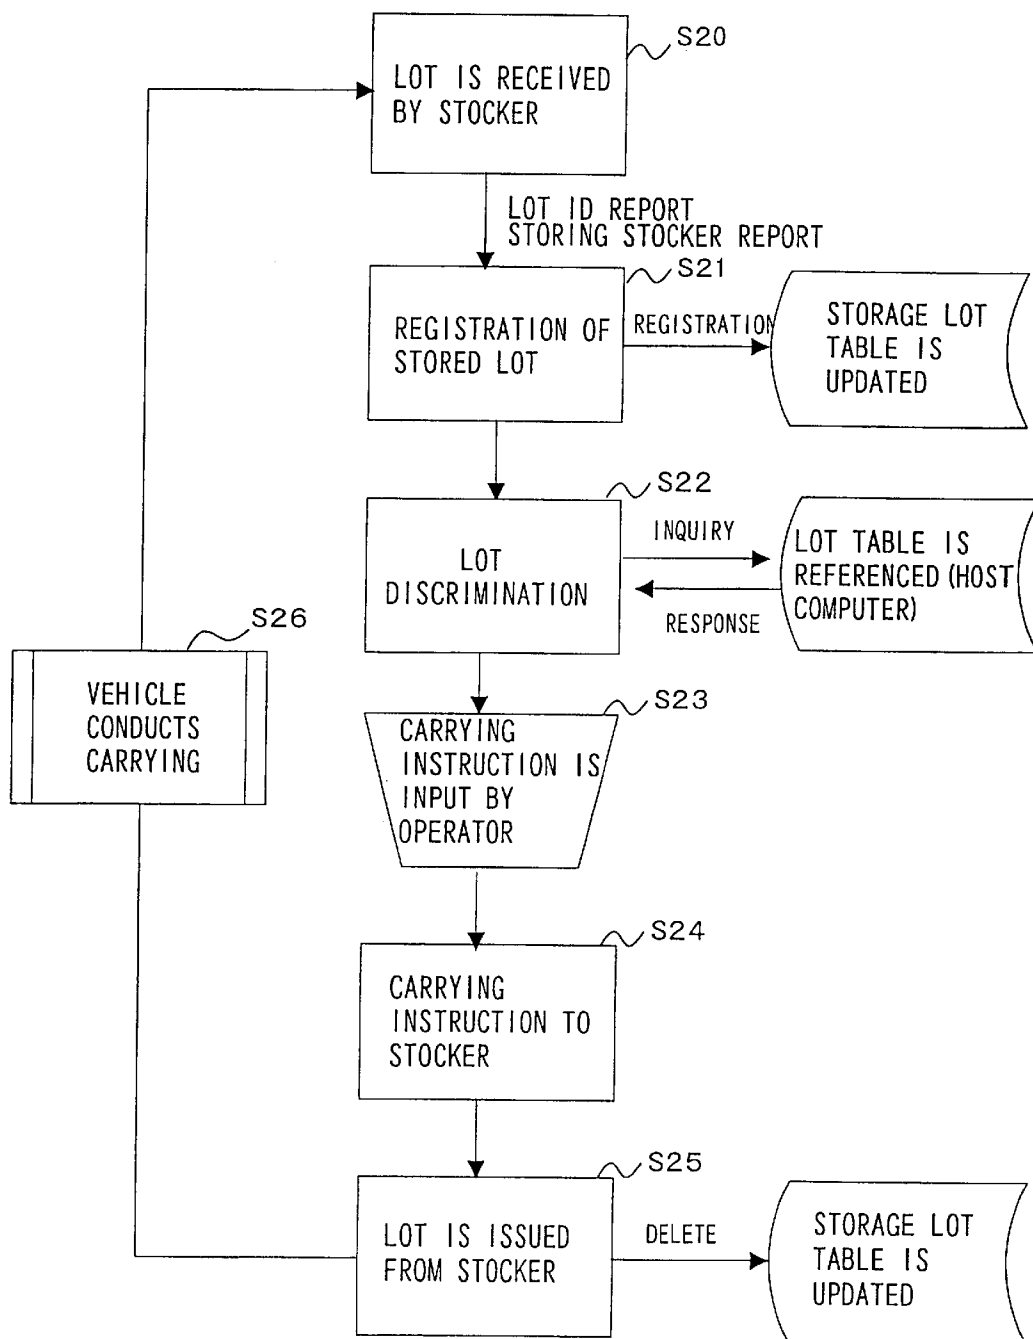 S20
LOT IS RECEIVED
BY STOCKER
LOT ID REPORT
STORING STOCKER REPORT
S21
REGISTRATION OF
STORED LOT
REGISTRATION
STORAGE LOT
TABLE IS
UPDATED
S22
LOT
DISCRIMINATION
INQUIRY
RESPONSE
LOT TABLE IS
REFERENCED (HOST
COMPUTER)
S26
VEHICLE
CONDUCTS
CARRYING
S23
CARRYING
INSTRUCTION IS
INPUT BY
OPERATOR
S24
CARRYING
INSTRUCTION TO
STOCKER
S25
LOT IS ISSUED
FROM STOCKER
DELETE
STORAGE LOT
TABLE IS
UPDATED